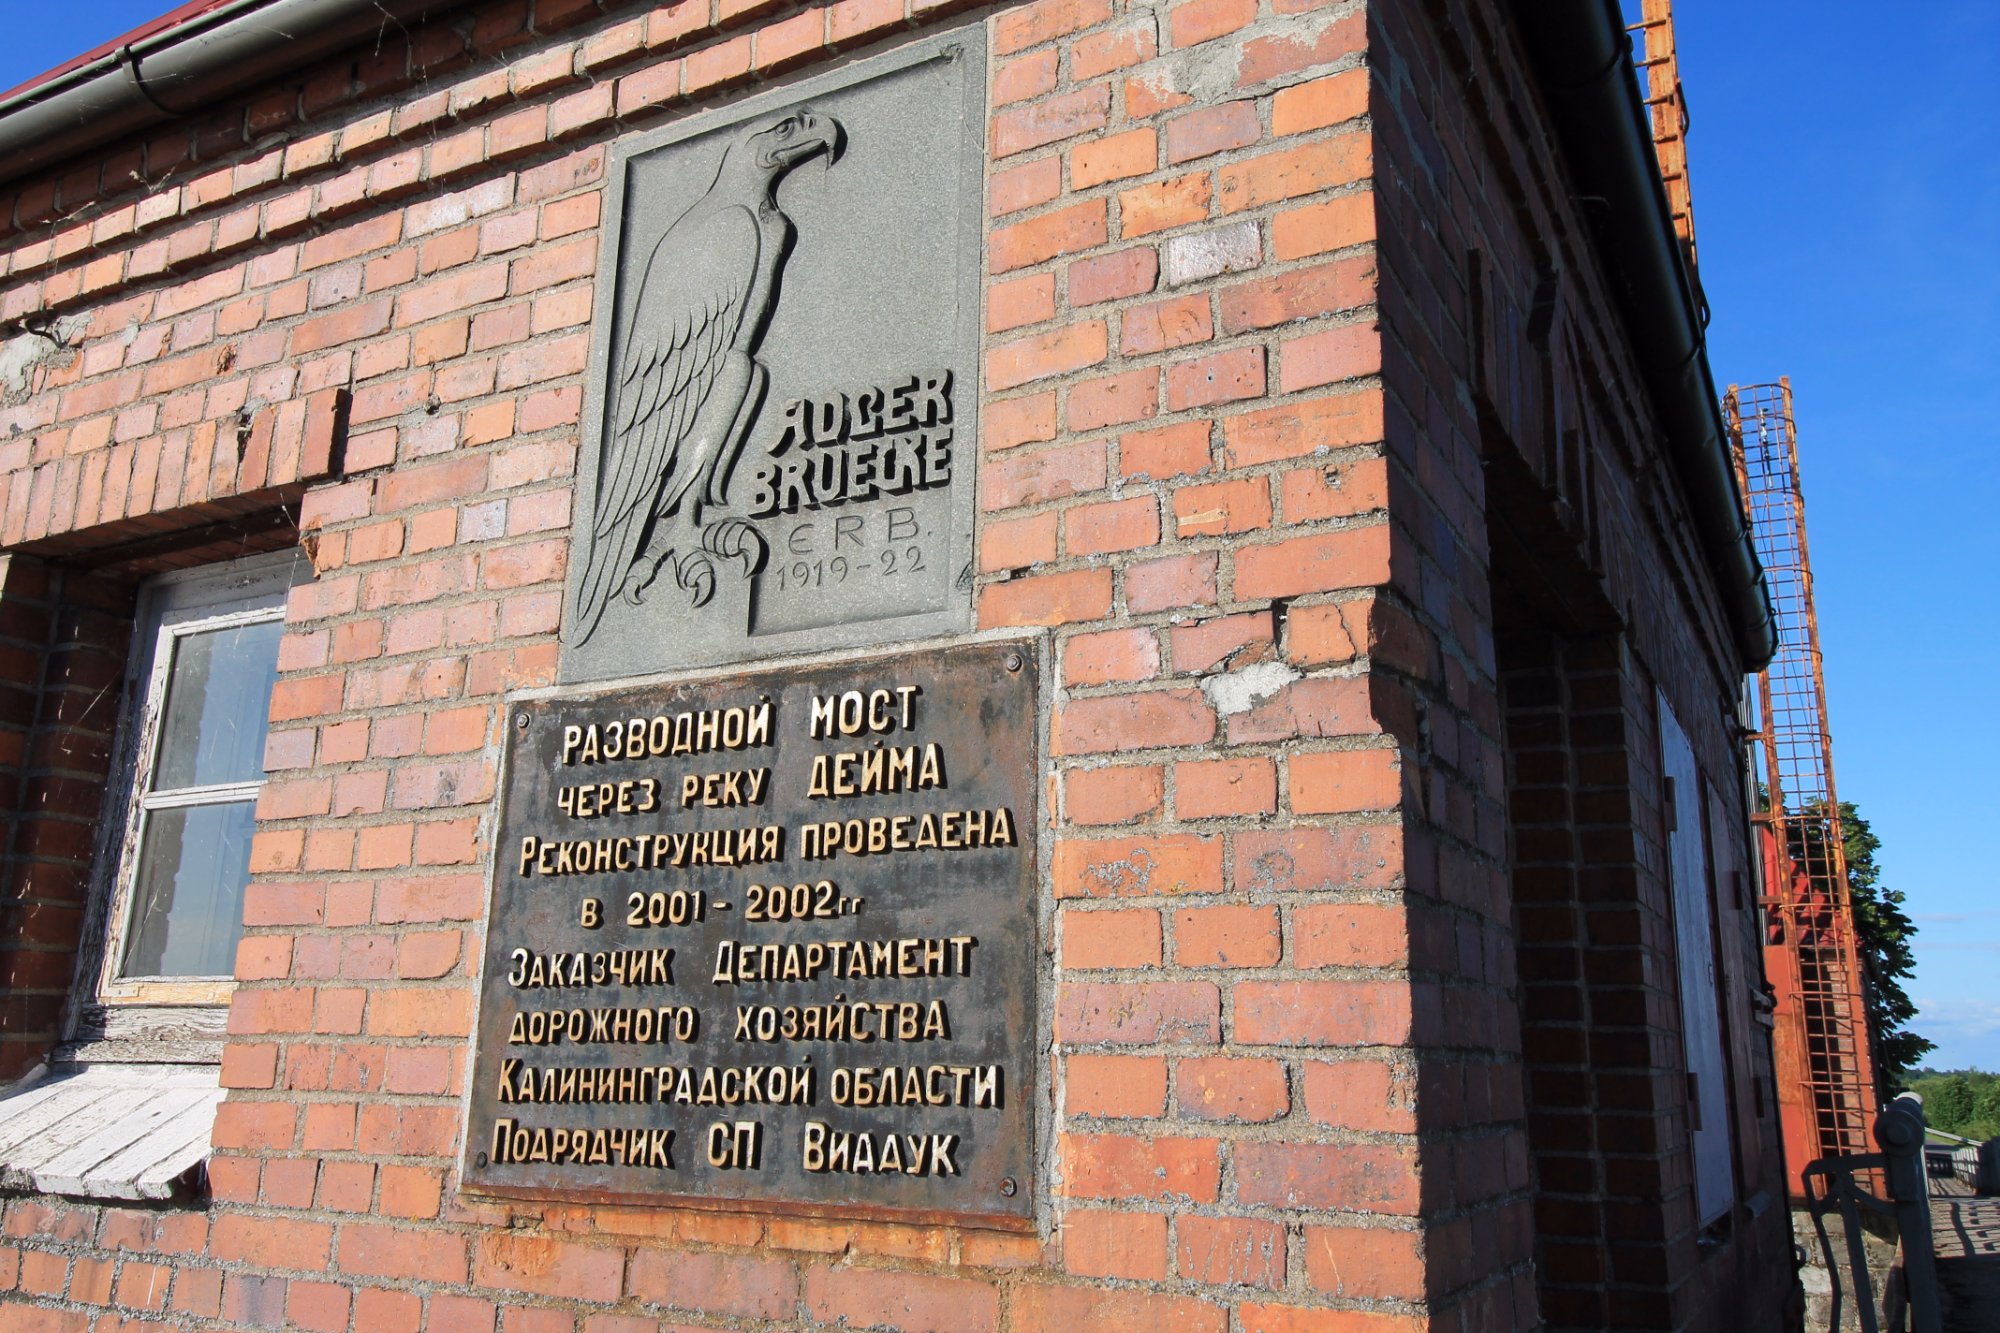 ADLER
BRUECKE
ERB.
1919-22
РАЗВОДНОЙ МОСТ
ЧЕРЕЗ РЕКУ ДЕЙМА
РЕКОНСТРУКЦИЯ ПРОВЕДЕНА
В 2001 - 2002гг
ЗАКАЗЧИК ДЕПАРТАМЕНТ
ДОРОЖНОГО ХОЗЯЙСТВА
КАЛИНИНГРАДСКОЙ ОБЛАСТИ
ПОДРЯДЧИК СП ВИАДУК